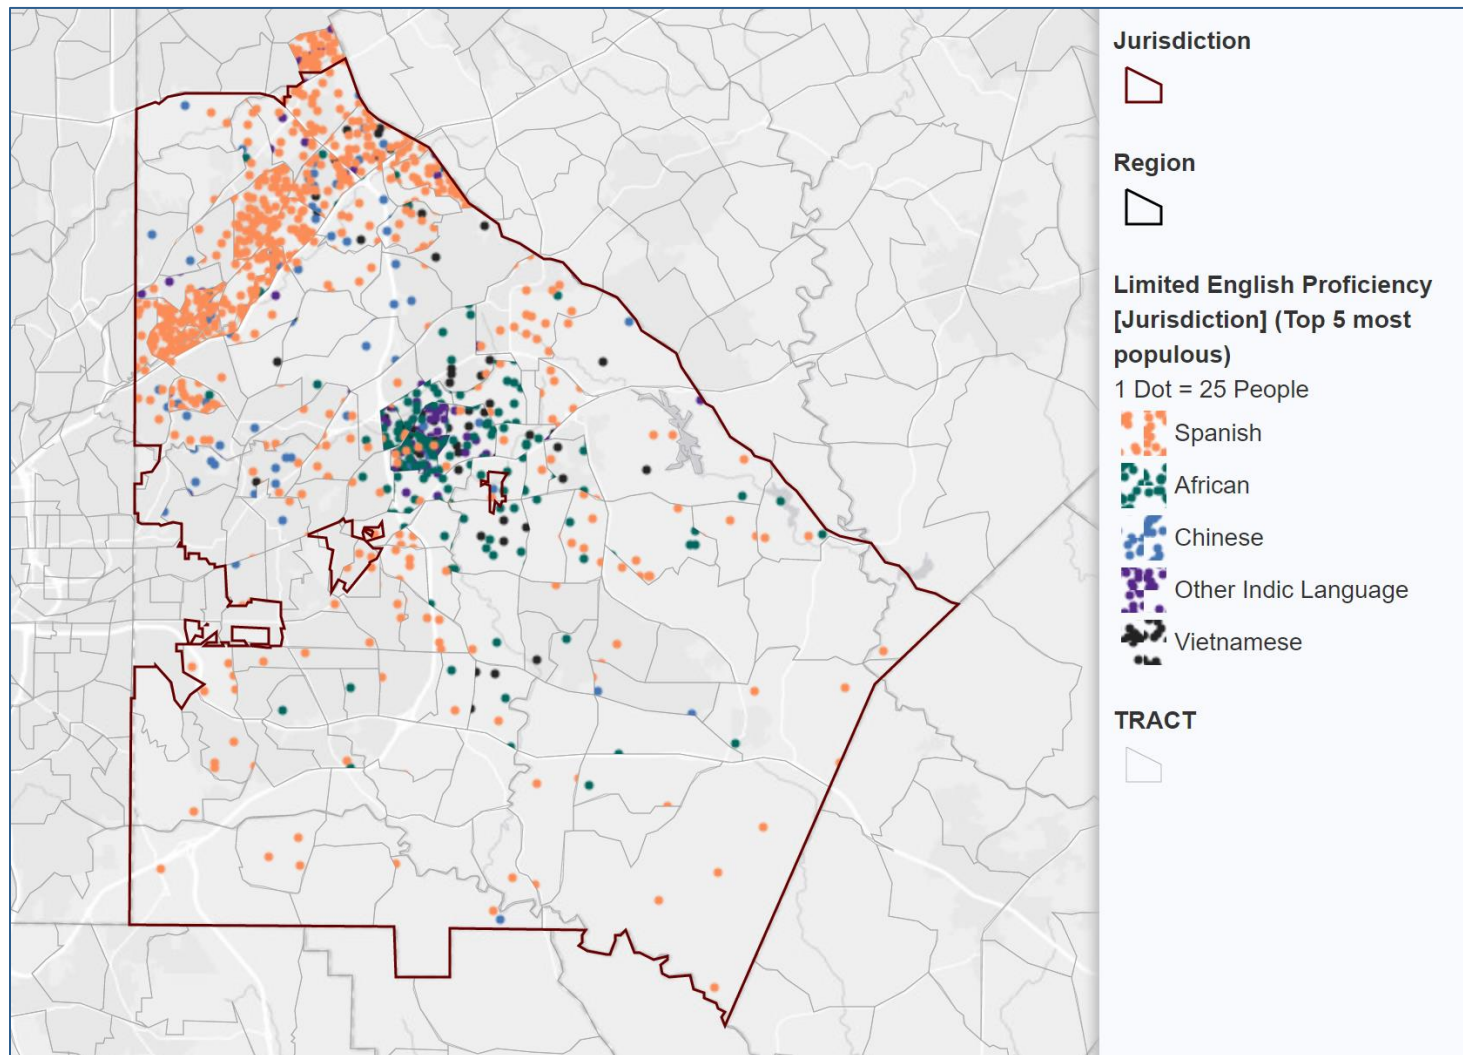 Jurisdiction
Region
Limited English Proficiency
[Jurisdiction] (Top 5 most
populous)
1 Dot = 25 People
Spanish
African
Chinese
Other Indic Language
Vietnamese
TRACT